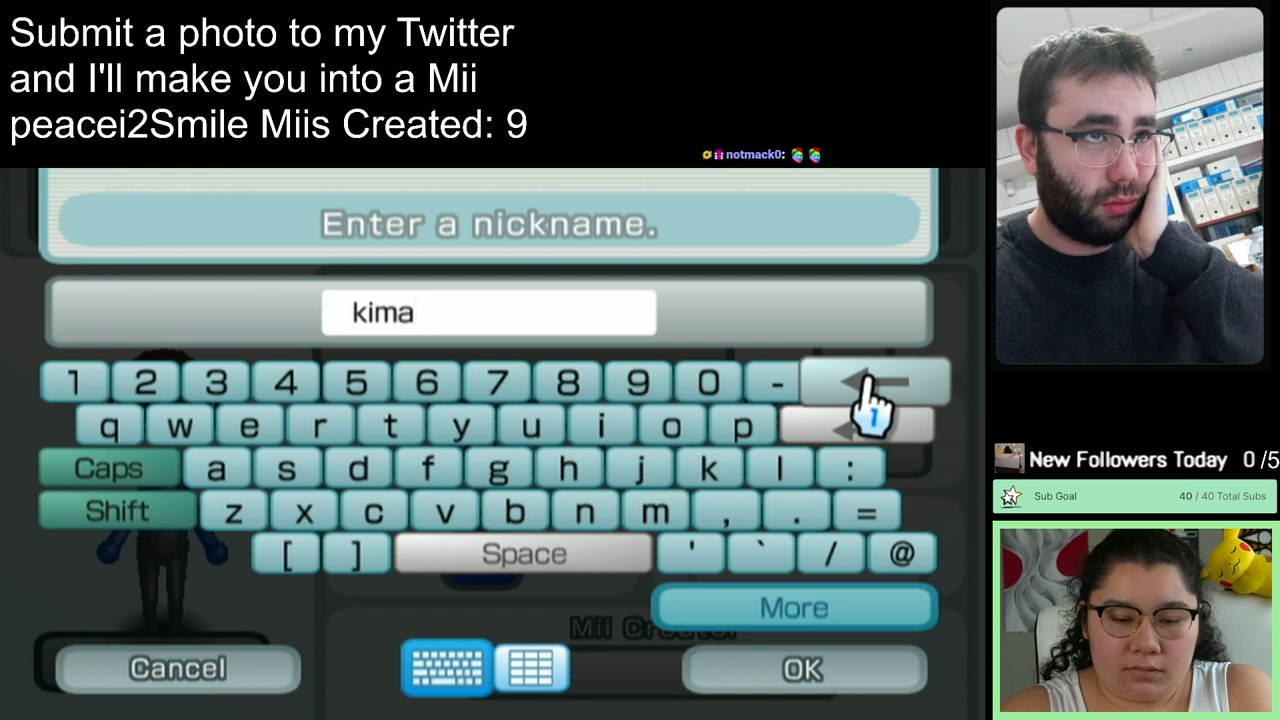 Submit a photo to my Twitter
and I'll make you into a Mii
peacei2Smile Miis Created: 9
notmack0:
Enter a nickname.
kima
1 2 3 4 5 6 7 8 9 0 -
q w e r t y u i o p
Caps a s d f g h j k l :
Shift z x c v b n m , . =
[ ] Space ' ` / @
More
Mii Creator
Cancel
OK
1
New Followers Today 0 /5
Sub Goal 40 / 40 Total Subs